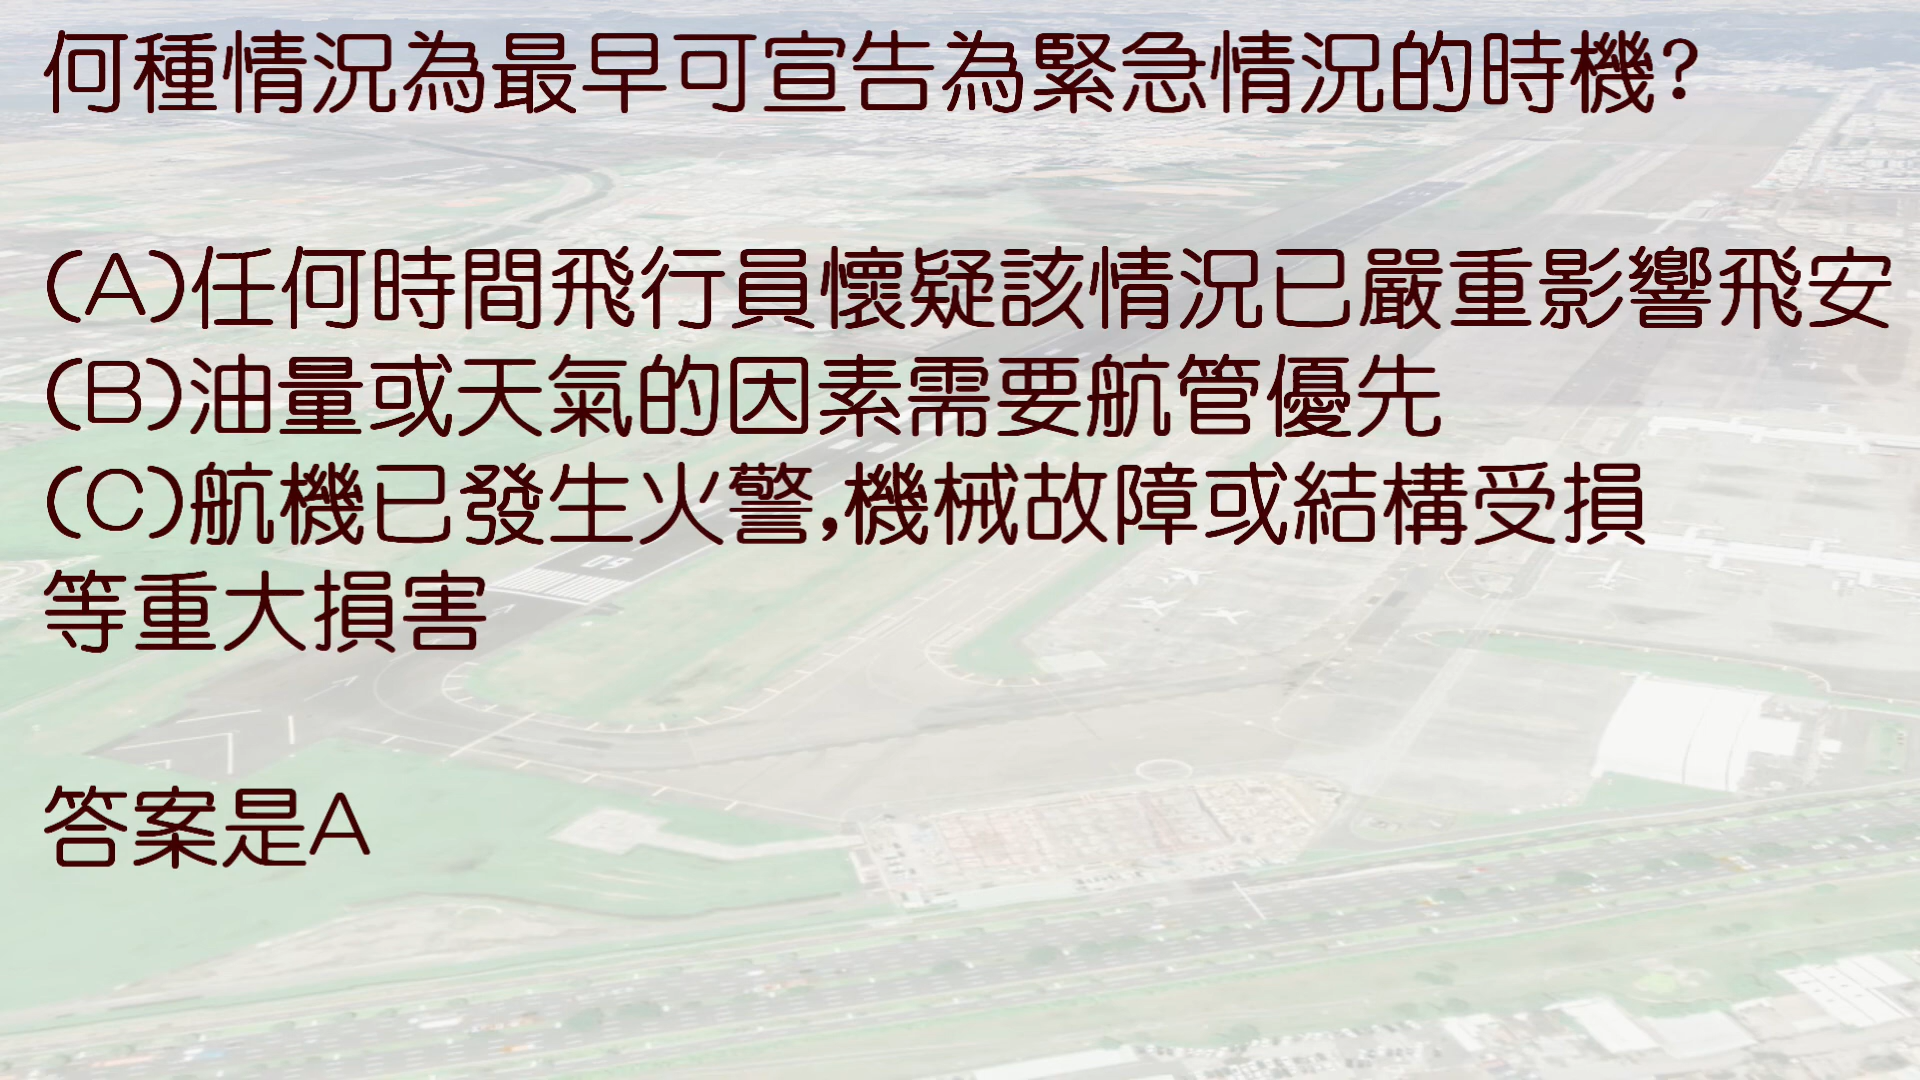 何種情況為最早可宣告為緊急情況的時機?
(A)任何時間飛行員懷疑該情況已嚴重影響飛安
(B)油量或天氣的因素需要航管優先
(C)航機已發生火警,機械故障或結構受損
等重大損害
答案是A
09